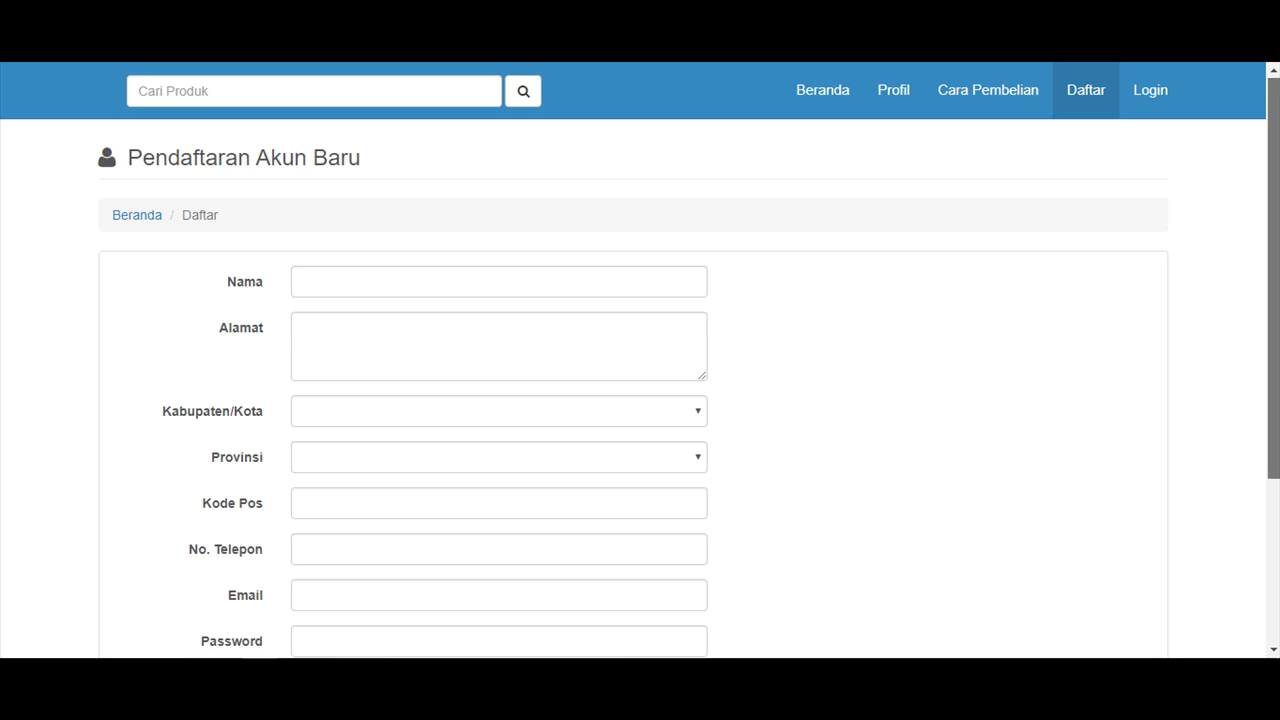 Cari Produk
Beranda Profil Cara Pembelian Daftar Login
Pendaftaran Akun Baru
Beranda / Daftar
Nama
Alamat
Kabupaten/Kota
Provinsi
Kode Pos
No. Telepon
Email
Password